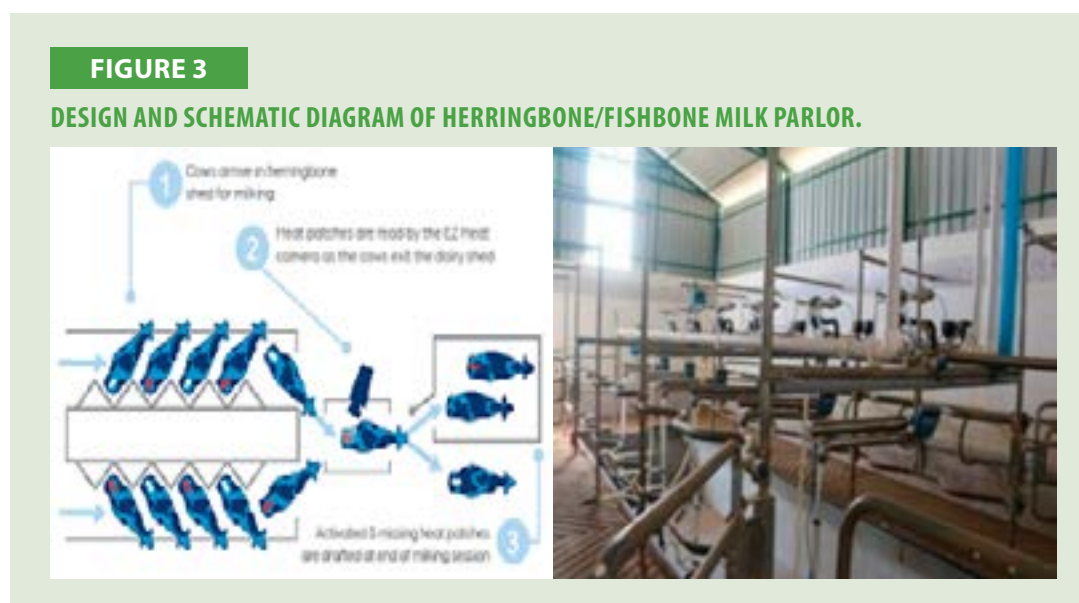 FIGURE 3
DESIGN AND SCHEMATIC DIAGRAM OF HERRINGBONE/FISHBONE MILK PARLOR.
1
Cows arrive in herringbone
shed for milking
2
Heat patches are read by the EZ Heat
camera as the cows exit the dairy shed
Activated & missing heat patches
are drafted at end of milking session
3